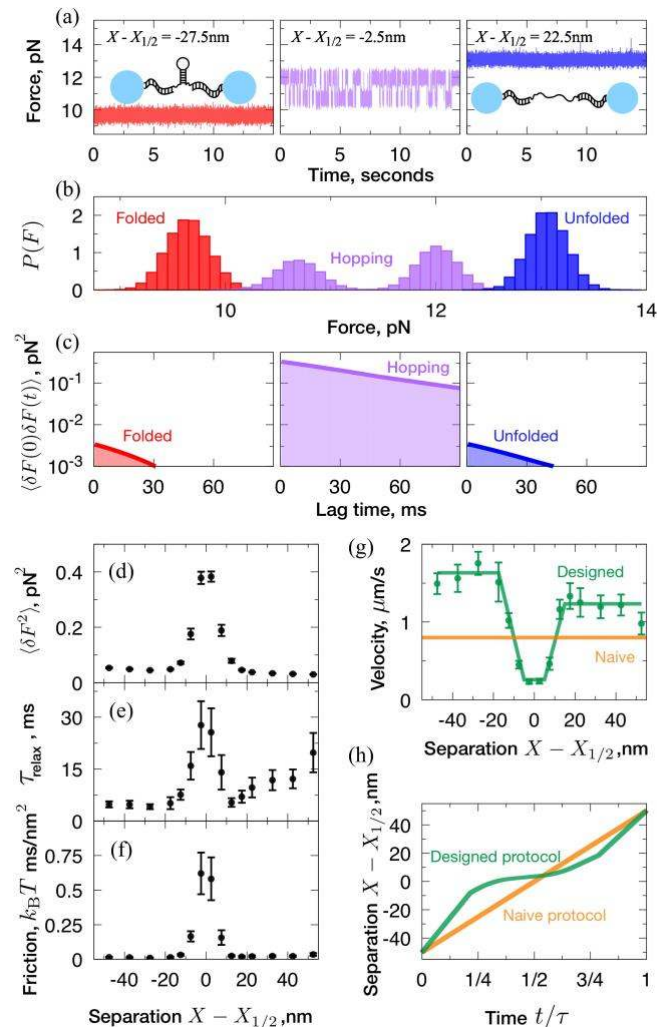 (a)
X - X1/2 = -27.5nm
X - X1/2 = -2.5nm
X - X1/2 = 22.5nm
Force, pN
14
13
12
11
10
0 5 10 0 5 10 0 5 10
Time, seconds
(b)
Folded
Hopping
Unfolded
P(F)
2
1
0
10 12 14
Force, pN
(c)
⟨δF(0)δF(t)⟩, pN²
10⁻¹
10⁻²
10⁻³
Folded
Hopping
Unfolded
0 30 60 0 30 60 0 30 60
Lag time, ms
(d)
⟨δF²⟩, pN²
0.4
0.2
0
(e)
τrelax , ms
30
15
0
(f)
Friction, kBT ms/nm²
0.75
0.5
0.25
0
-40 -20 0 20 40
Separation X - X1/2 ,nm
(g)
Velocity, μm/s
2
1
0
Designed
Naive
-40 -20 0 20 40
Separation X - X1/2,nm
(h)
Separation X - X1/2 ,nm
40
20
0
-20
-40
Designed protocol
Naive protocol
0 1/4 1/2 3/4 1
Time t/τ